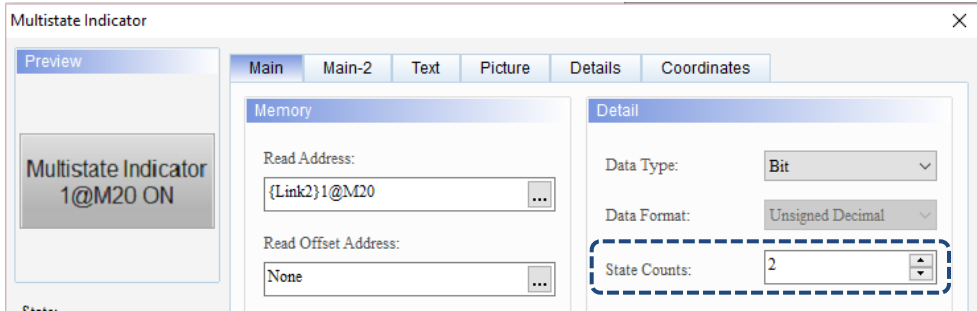 Multistate Indicator
Preview
Multistate Indicator
1@M20 ON
State:
Main
Main-2
Text
Picture
Details
Coordinates
Memory
Read Address:
{Link2}1@M20
...
Read Offset Address:
None
...
Detail
Data Type:
Bit
Data Format:
Unsigned Decimal
State Counts:
2